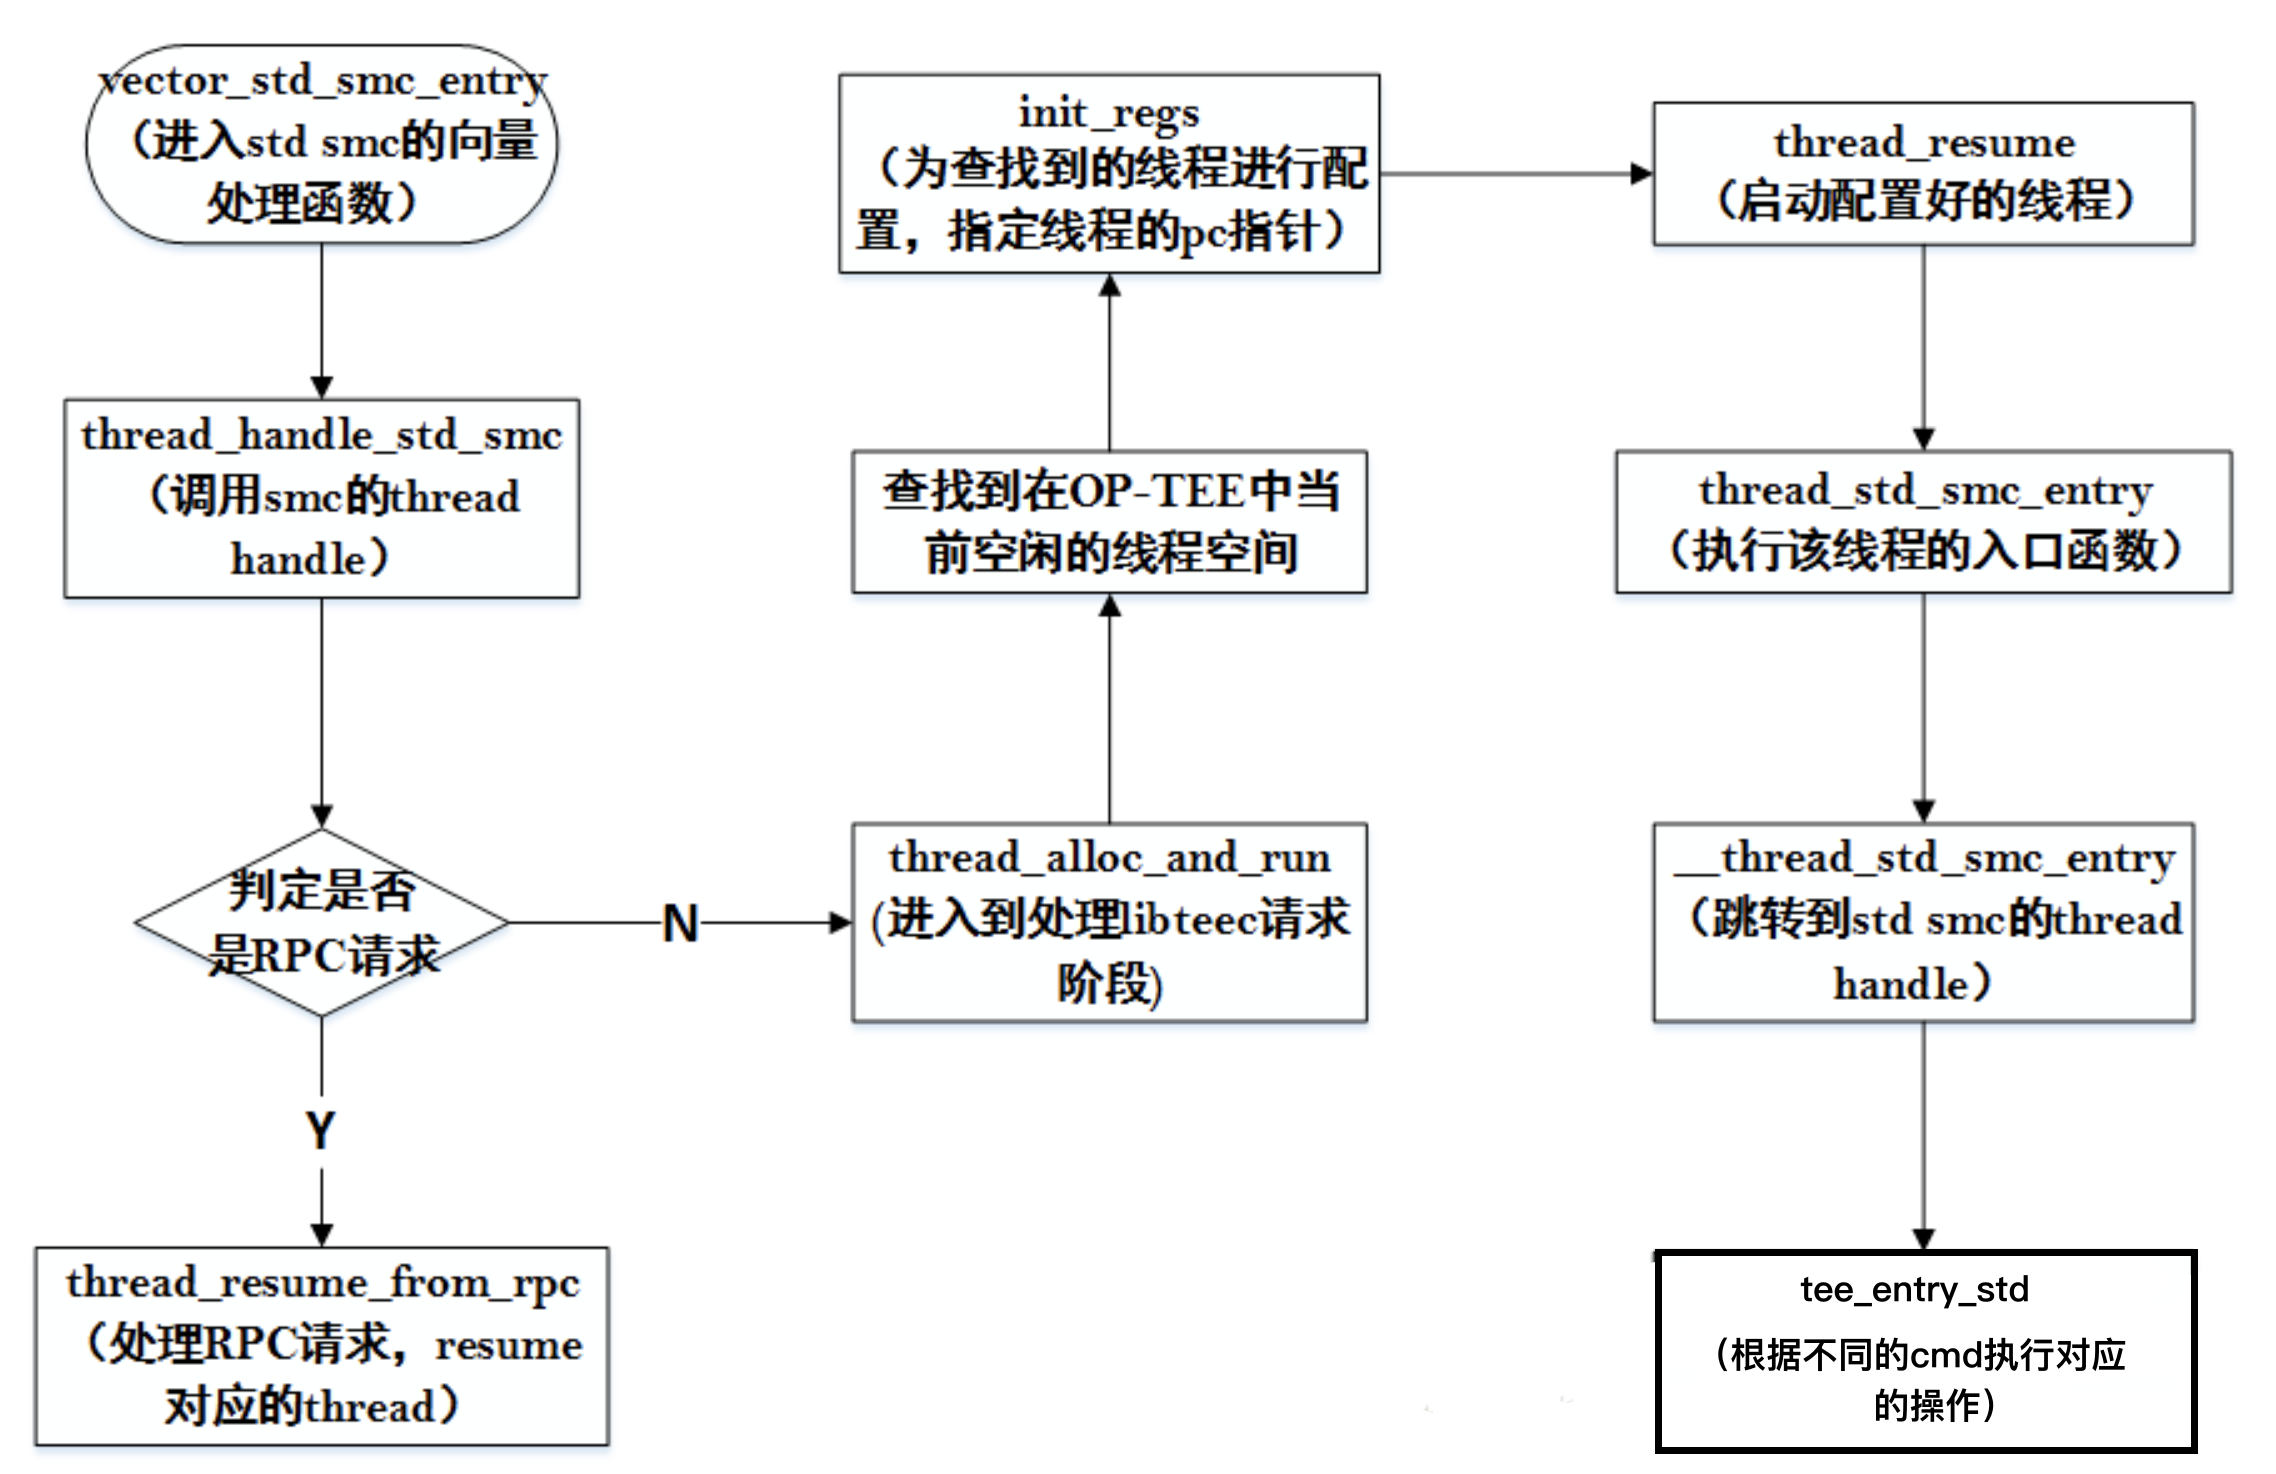 vector_std_smc_entry
（进入std smc的向量
处理函数）
thread_handle_std_smc
（调用smc的thread
handle）
判定是否
是RPC请求
N
Y
thread_resume_from_rpc
（处理RPC请求，resume
对应的thread）
thread_alloc_and_run
(进入到处理libteec请求
阶段)
查找到在OP-TEE中当
前空闲的线程空间
init_regs
（为查找到的线程进行配
置，指定线程的pc指针）
thread_resume
（启动配置好的线程）
thread_std_smc_entry
（执行该线程的入口函数）
__thread_std_smc_entry
（跳转到std smc的thread
handle）
tee_entry_std
（根据不同的cmd执行对应
的操作）